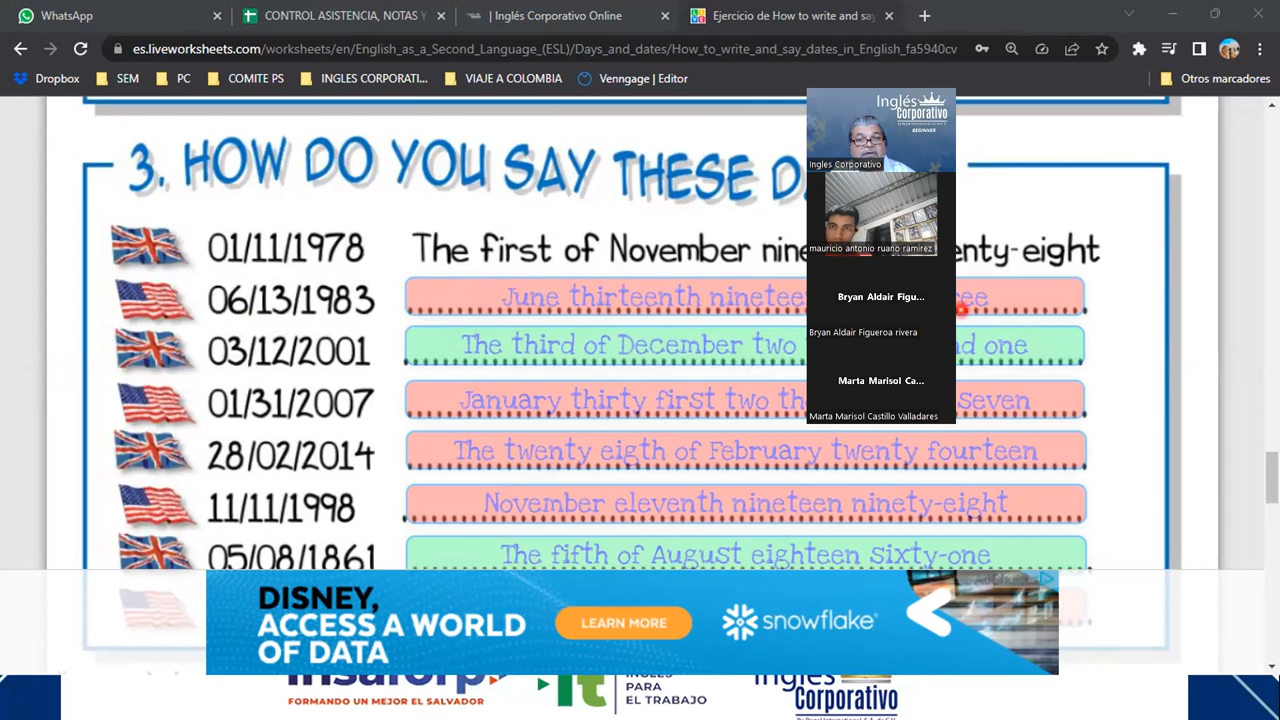 WhatsApp
CONTROL ASISTENCIA, NOTAS Y
| Inglés Corporativo Online
Ejercicio de How to write and say
es.liveworksheets.com/worksheets/en/English_as_a_Second_Language_(ESL)/Days_and_dates/How_to_write_and_say_dates_in_English_fa5940cv
Dropbox SEM PC COMITE PS INGLES CORPORATI... VIAJE A COLOMBIA Venngage | Editor Otros marcadores
3. HOW DO YOU SAY THESE
Inglés
Corporativo
BEGINNER
Ingles Corporativo
mauricio antonio ruano ramirez
Bryan Aldair Figu...
Bryan Aldair Figueroa rivera
Marta Marisol Ca...
Marta Marisol Castillo Valladares
01/11/1978 The first of November nine enty-eight
06/13/1983 June thirteenth nineteen ree
03/12/2001 The third of December two d one
01/31/2007 January thirty first two tho seven
28/02/2014 The twenty eigth of February twenty fourteen
11/11/1998 November eleventh nineteen ninety-eight
05/08/1861 The fifth of August eighteen sixty-one
DISNEY,
ACCESS A WORLD
OF DATA
LEARN MORE
snowflake
insaforp
FORMANDO UN MEJOR EL SALVADOR
INGLÉS
PARA
EL TRABAJO
Inglés
Corporativo